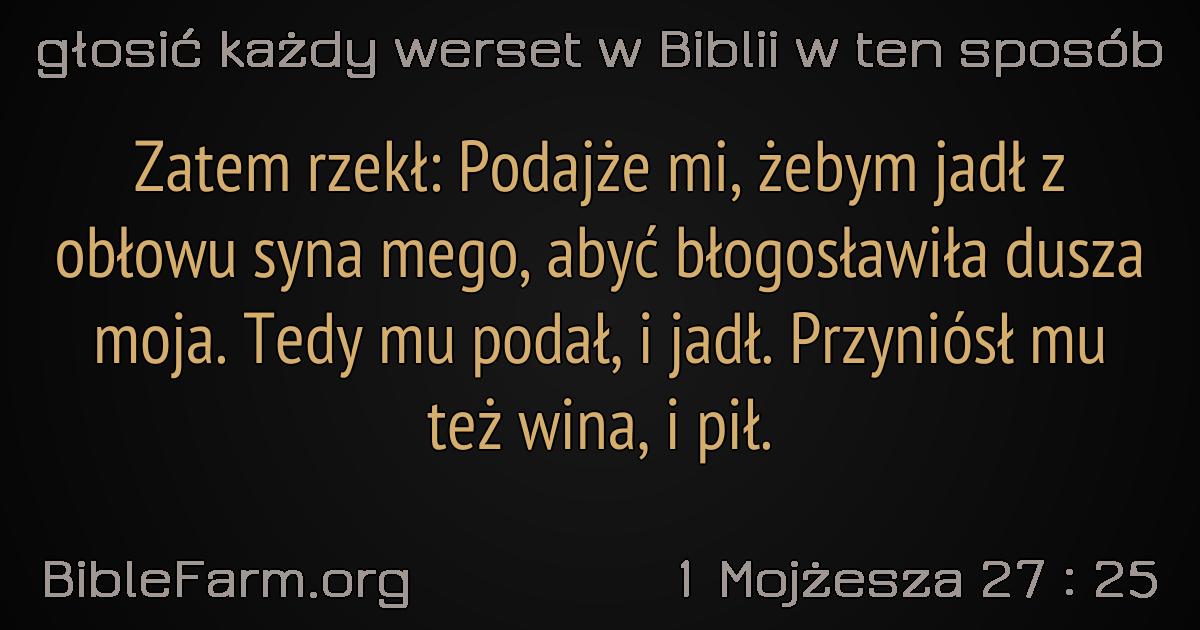 głosić każdy werset w Biblii w ten sposób
Zatem rzekł: Podajże mi, żebym jadł z
obłowu syna mego, abyć błogosławiła dusza
moja. Tedy mu podał, i jadł. Przyniósł mu
też wina, i pił.
BibleFarm.org
1 Mojżesza 27 : 25